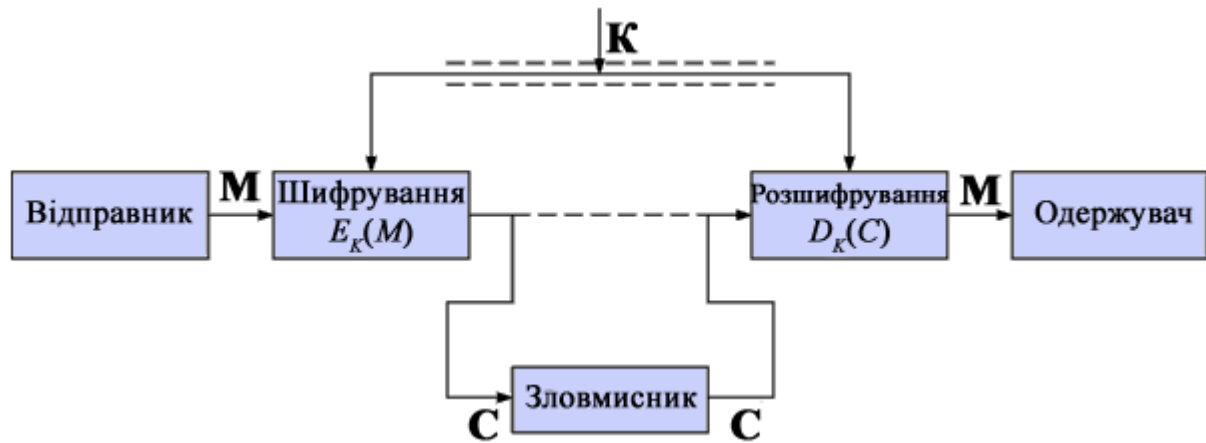 К
Відправник
М
Шифрування
E_K(M)
Розшифрування
D_K(C)
М
Одержувач
С
Зловмисник
С